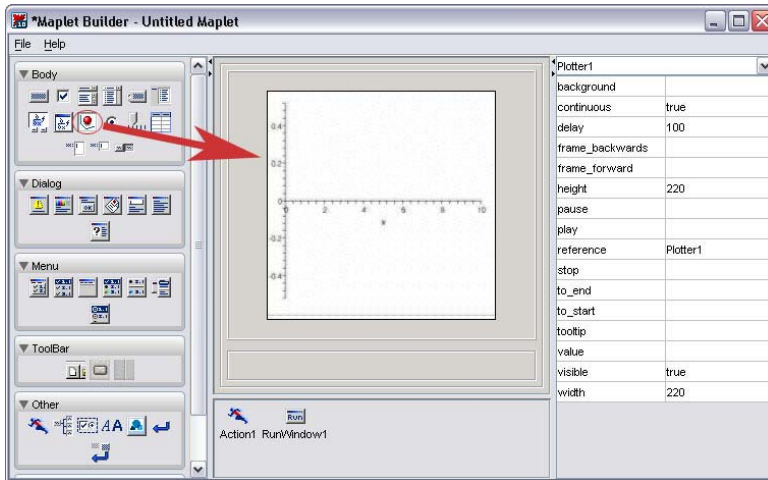 *Maplet Builder - Untitled Maplet
File Help
Body
Dialog
Menu
ToolBar
Other
AA
0.4
0.2
0
-0.2
-0.4
0 2 4 6 8 10
x
Run
Action1 RunWindow1
Plotter1
background
continuous true
delay 100
frame_backwards
frame_forward
height 220
pause
play
reference Plotter1
stop
to_end
to_start
tooltip
value
visible true
width 220